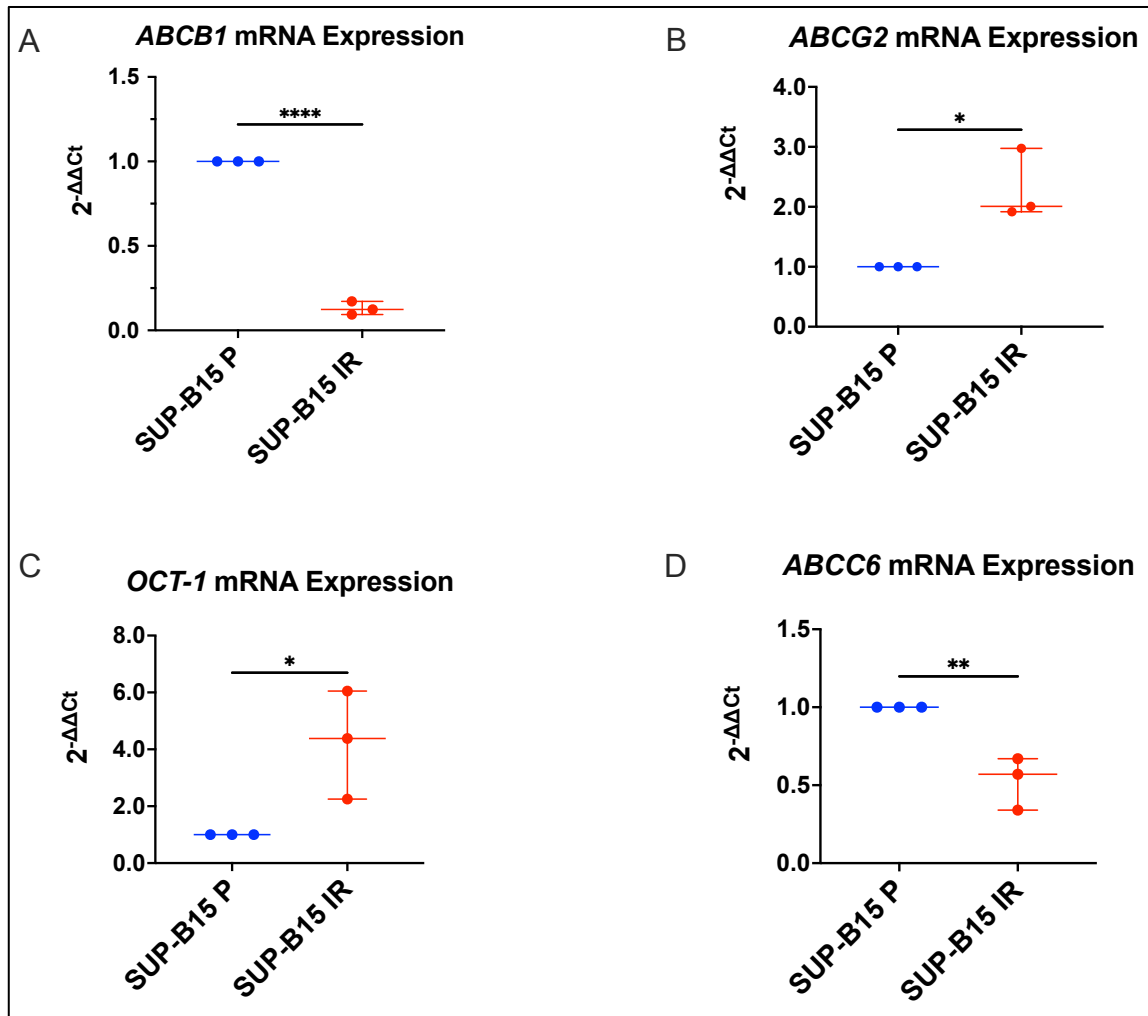 A
ABCB1 mRNA Expression
1.5
1.0
0.5
0.0
2-ΔΔCt
****
SUP-B15 P
SUP-B15 IR
B
ABCG2 mRNA Expression
4.0
3.0
2.0
1.0
0.0
2-ΔΔCt
*
SUP-B15 P
SUP-B15 IR
C
OCT-1 mRNA Expression
8.0
6.0
4.0
2.0
0.0
2-ΔΔCt
*
SUP-B15 P
SUP-B15 IR
D
ABCC6 mRNA Expression
1.5
1.0
0.5
0.0
2-ΔΔCt
**
SUP-B15 P
SUP-B15 IR